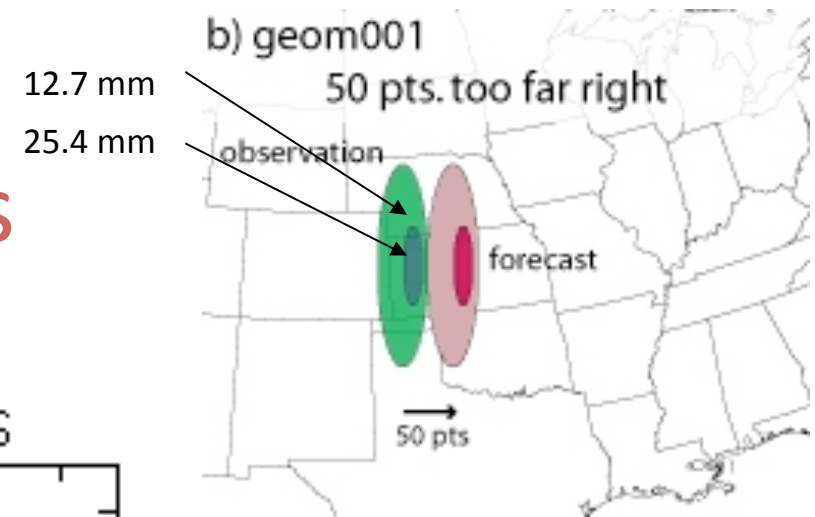 b) geom001
12.7 mm
50 pts. too far right
25.4 mm
observation
S
forecast
S
50 pts